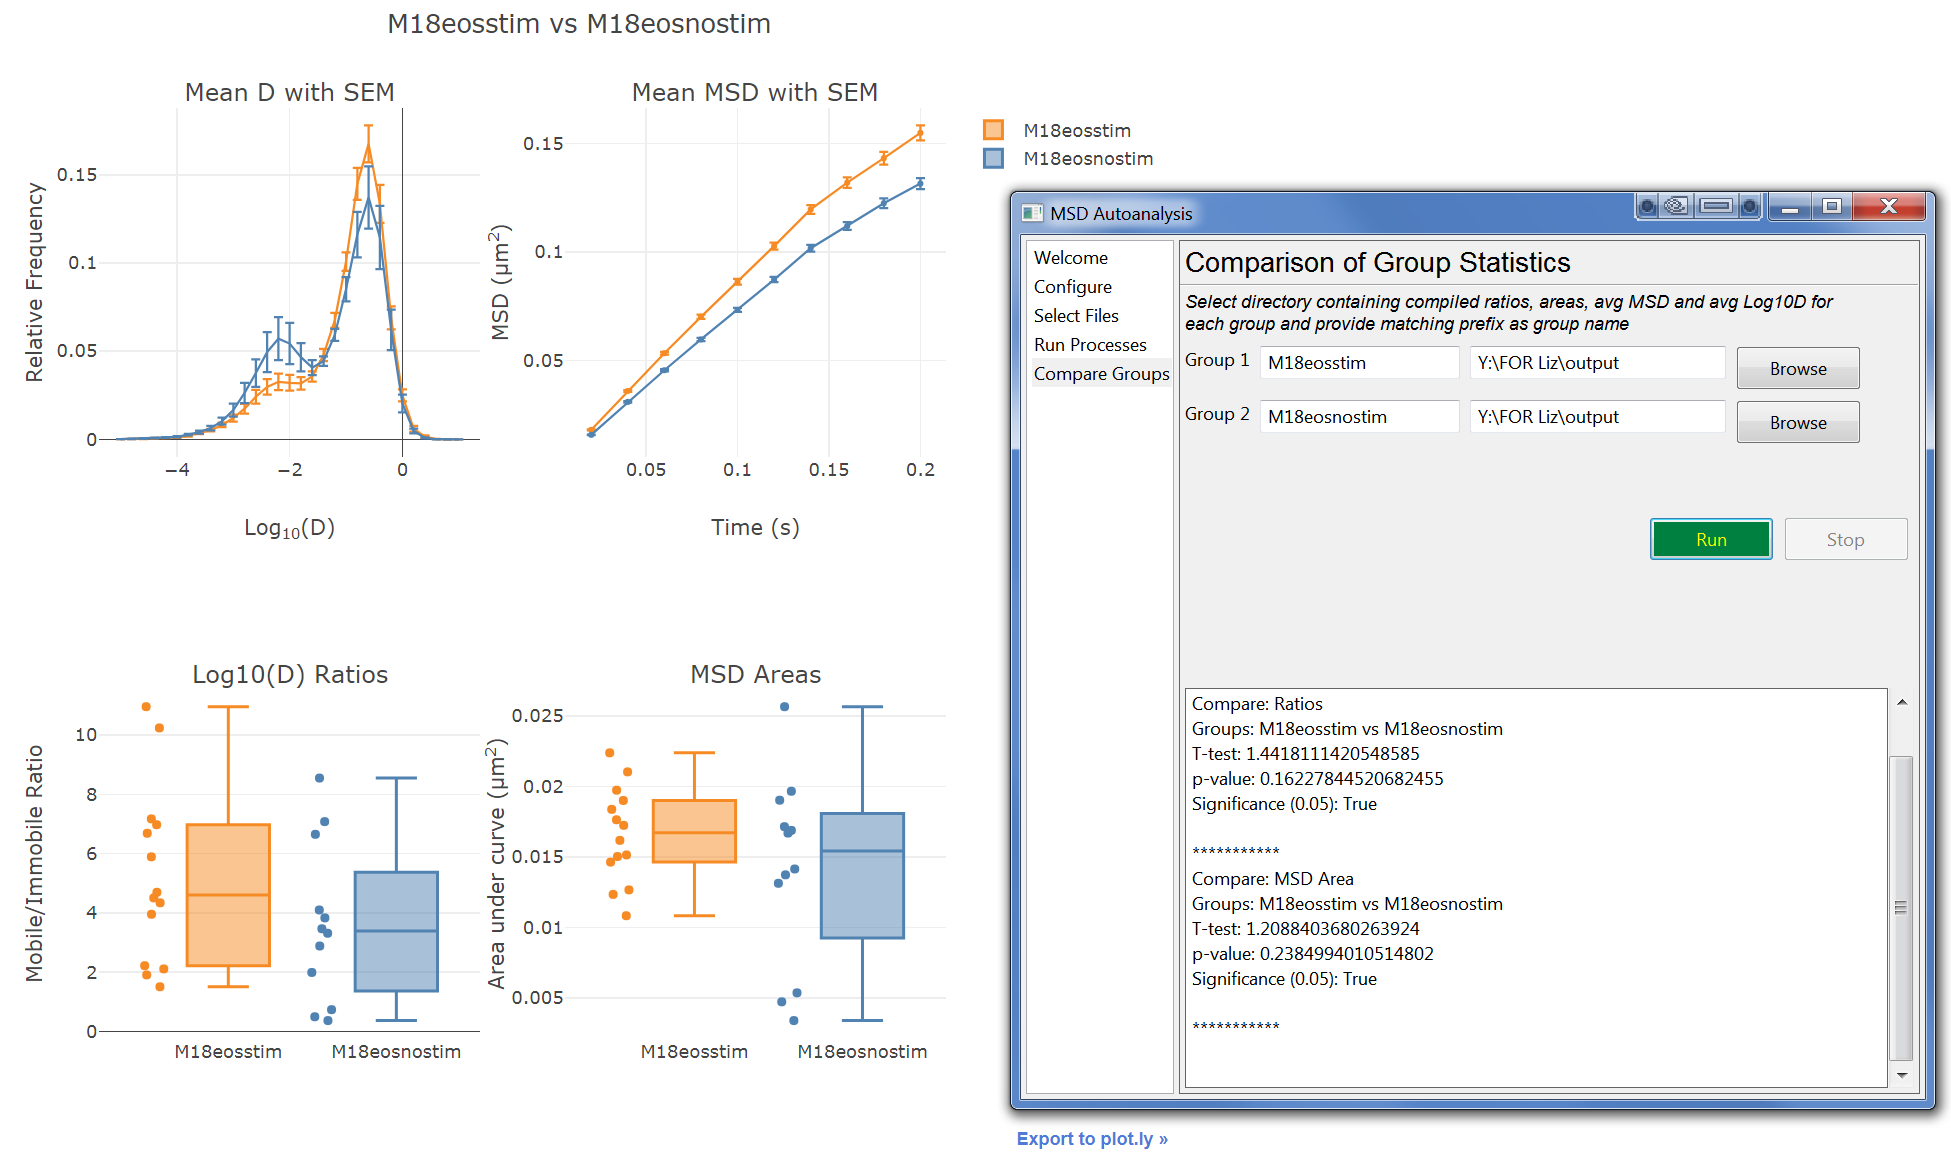 M18eosstim vs M18eosnostim
Mean D with SEM
Relative Frequency
0.15
0.1
0.05
0
−4
−2
0
Log10(D)
Mean MSD with SEM
MSD (µm²)
0.15
0.1
0.05
0.05
0.1
0.15
0.2
Time (s)
M18eosstim
M18eosnostim
Log10(D) Ratios
Mobile/Immobile Ratio
10
8
6
4
2
0
M18eosstim
M18eosnostim
MSD Areas
Area under curve (µm²)
0.025
0.02
0.015
0.01
0.005
M18eosstim
M18eosnostim
MSD Autoanalysis
Welcome
Configure
Select Files
Run Processes
Compare Groups
Comparison of Group Statistics
Select directory containing compiled ratios, areas, avg MSD and avg Log10D for
each group and provide matching prefix as group name
Group 1 M18eosstim Y:\FOR Liz\output Browse
Group 2 M18eosnostim Y:\FOR Liz\output Browse
Run Stop
Compare: Ratios
Groups: M18eosstim vs M18eosnostim
T-test: 1.4418111420548585
p-value: 0.16227844520682455
Significance (0.05): True
***********
Compare: MSD Area
Groups: M18eosstim vs M18eosnostim
T-test: 1.2088403680263924
p-value: 0.2384994010514802
Significance (0.05): True
***********
Export to plot.ly »